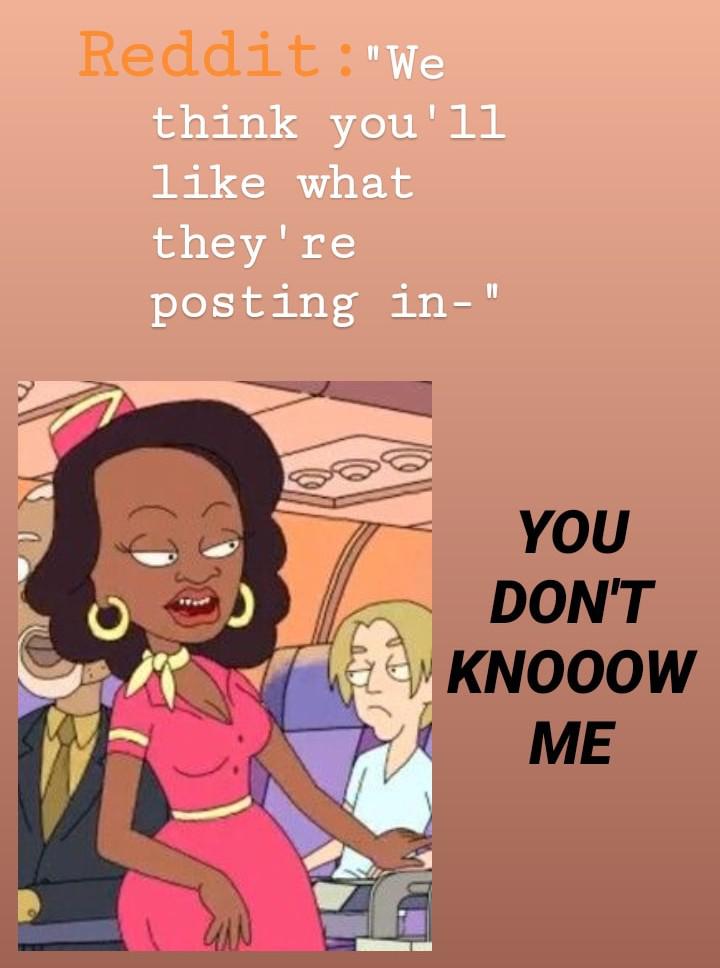 Reddit:"We
think you'll
like what
they're
posting in-"
YOU
DON'T
KNOOOW
ME